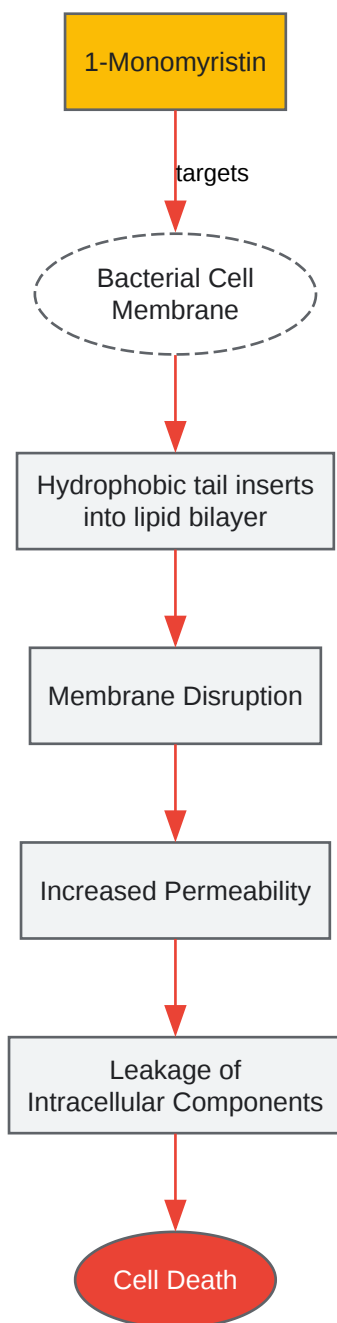 1-Monomyristin
targets
Bacterial Cell
Membrane
Hydrophobic tail inserts
into lipid bilayer
Membrane Disruption
Increased Permeability
Leakage of
Intracellular Components
Cell Death